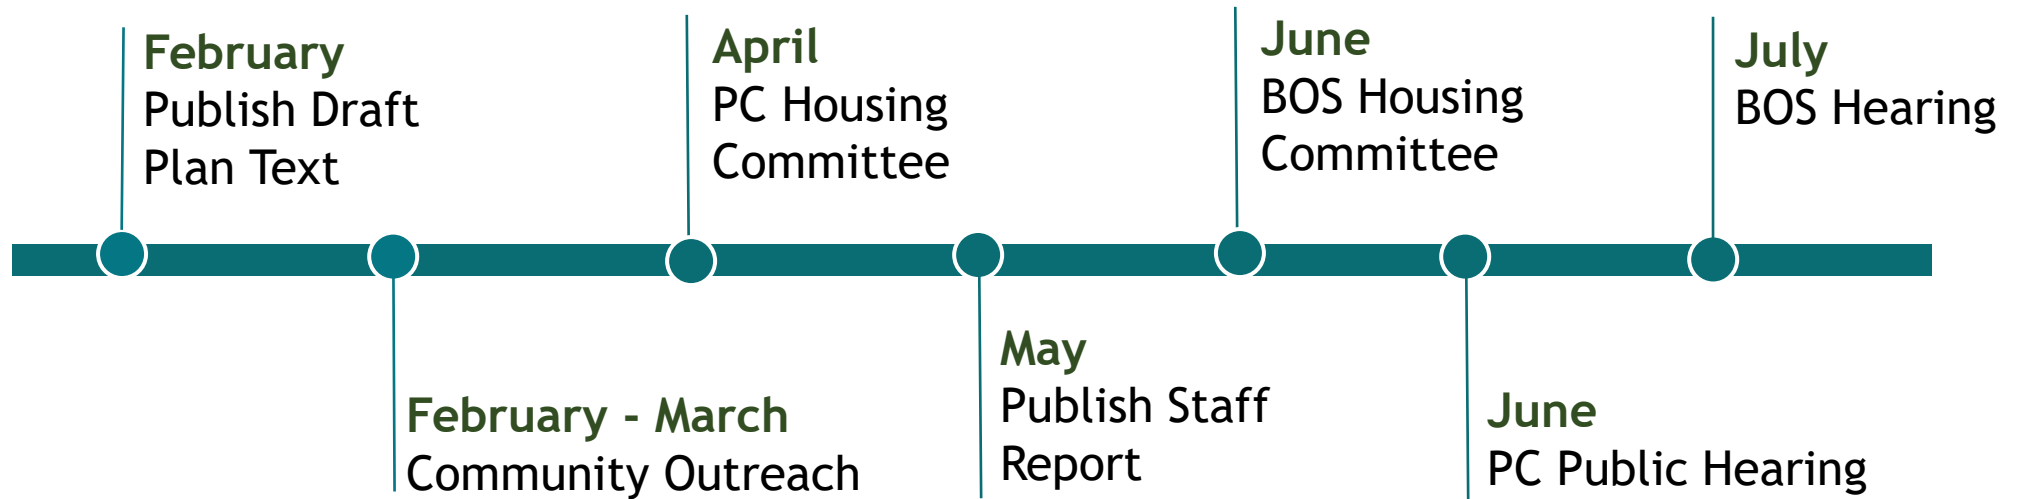 February
Publish Draft
Plan Text
February - March
Community Outreach
April
PC Housing
Committee
May
Publish Staff
Report
June
BOS Housing
Committee
June
PC Public Hearing
July
BOS Hearing